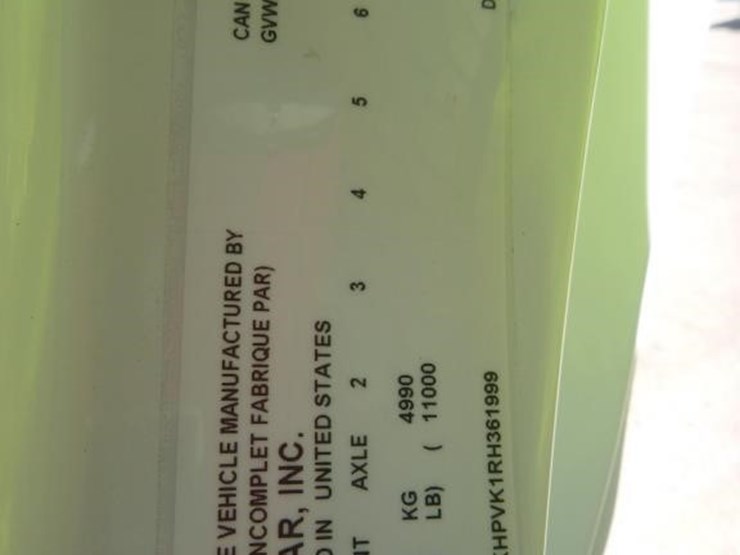 E VEHICLE MANUFACTURED BY CAN
NCOMPLET FABRIQUE PAR) GVW
AR, INC.
D IN UNITED STATES
IT AXLE 2 3 4 5 6
KG 4990
LB) ( 11000
HPVK1RH361999 D